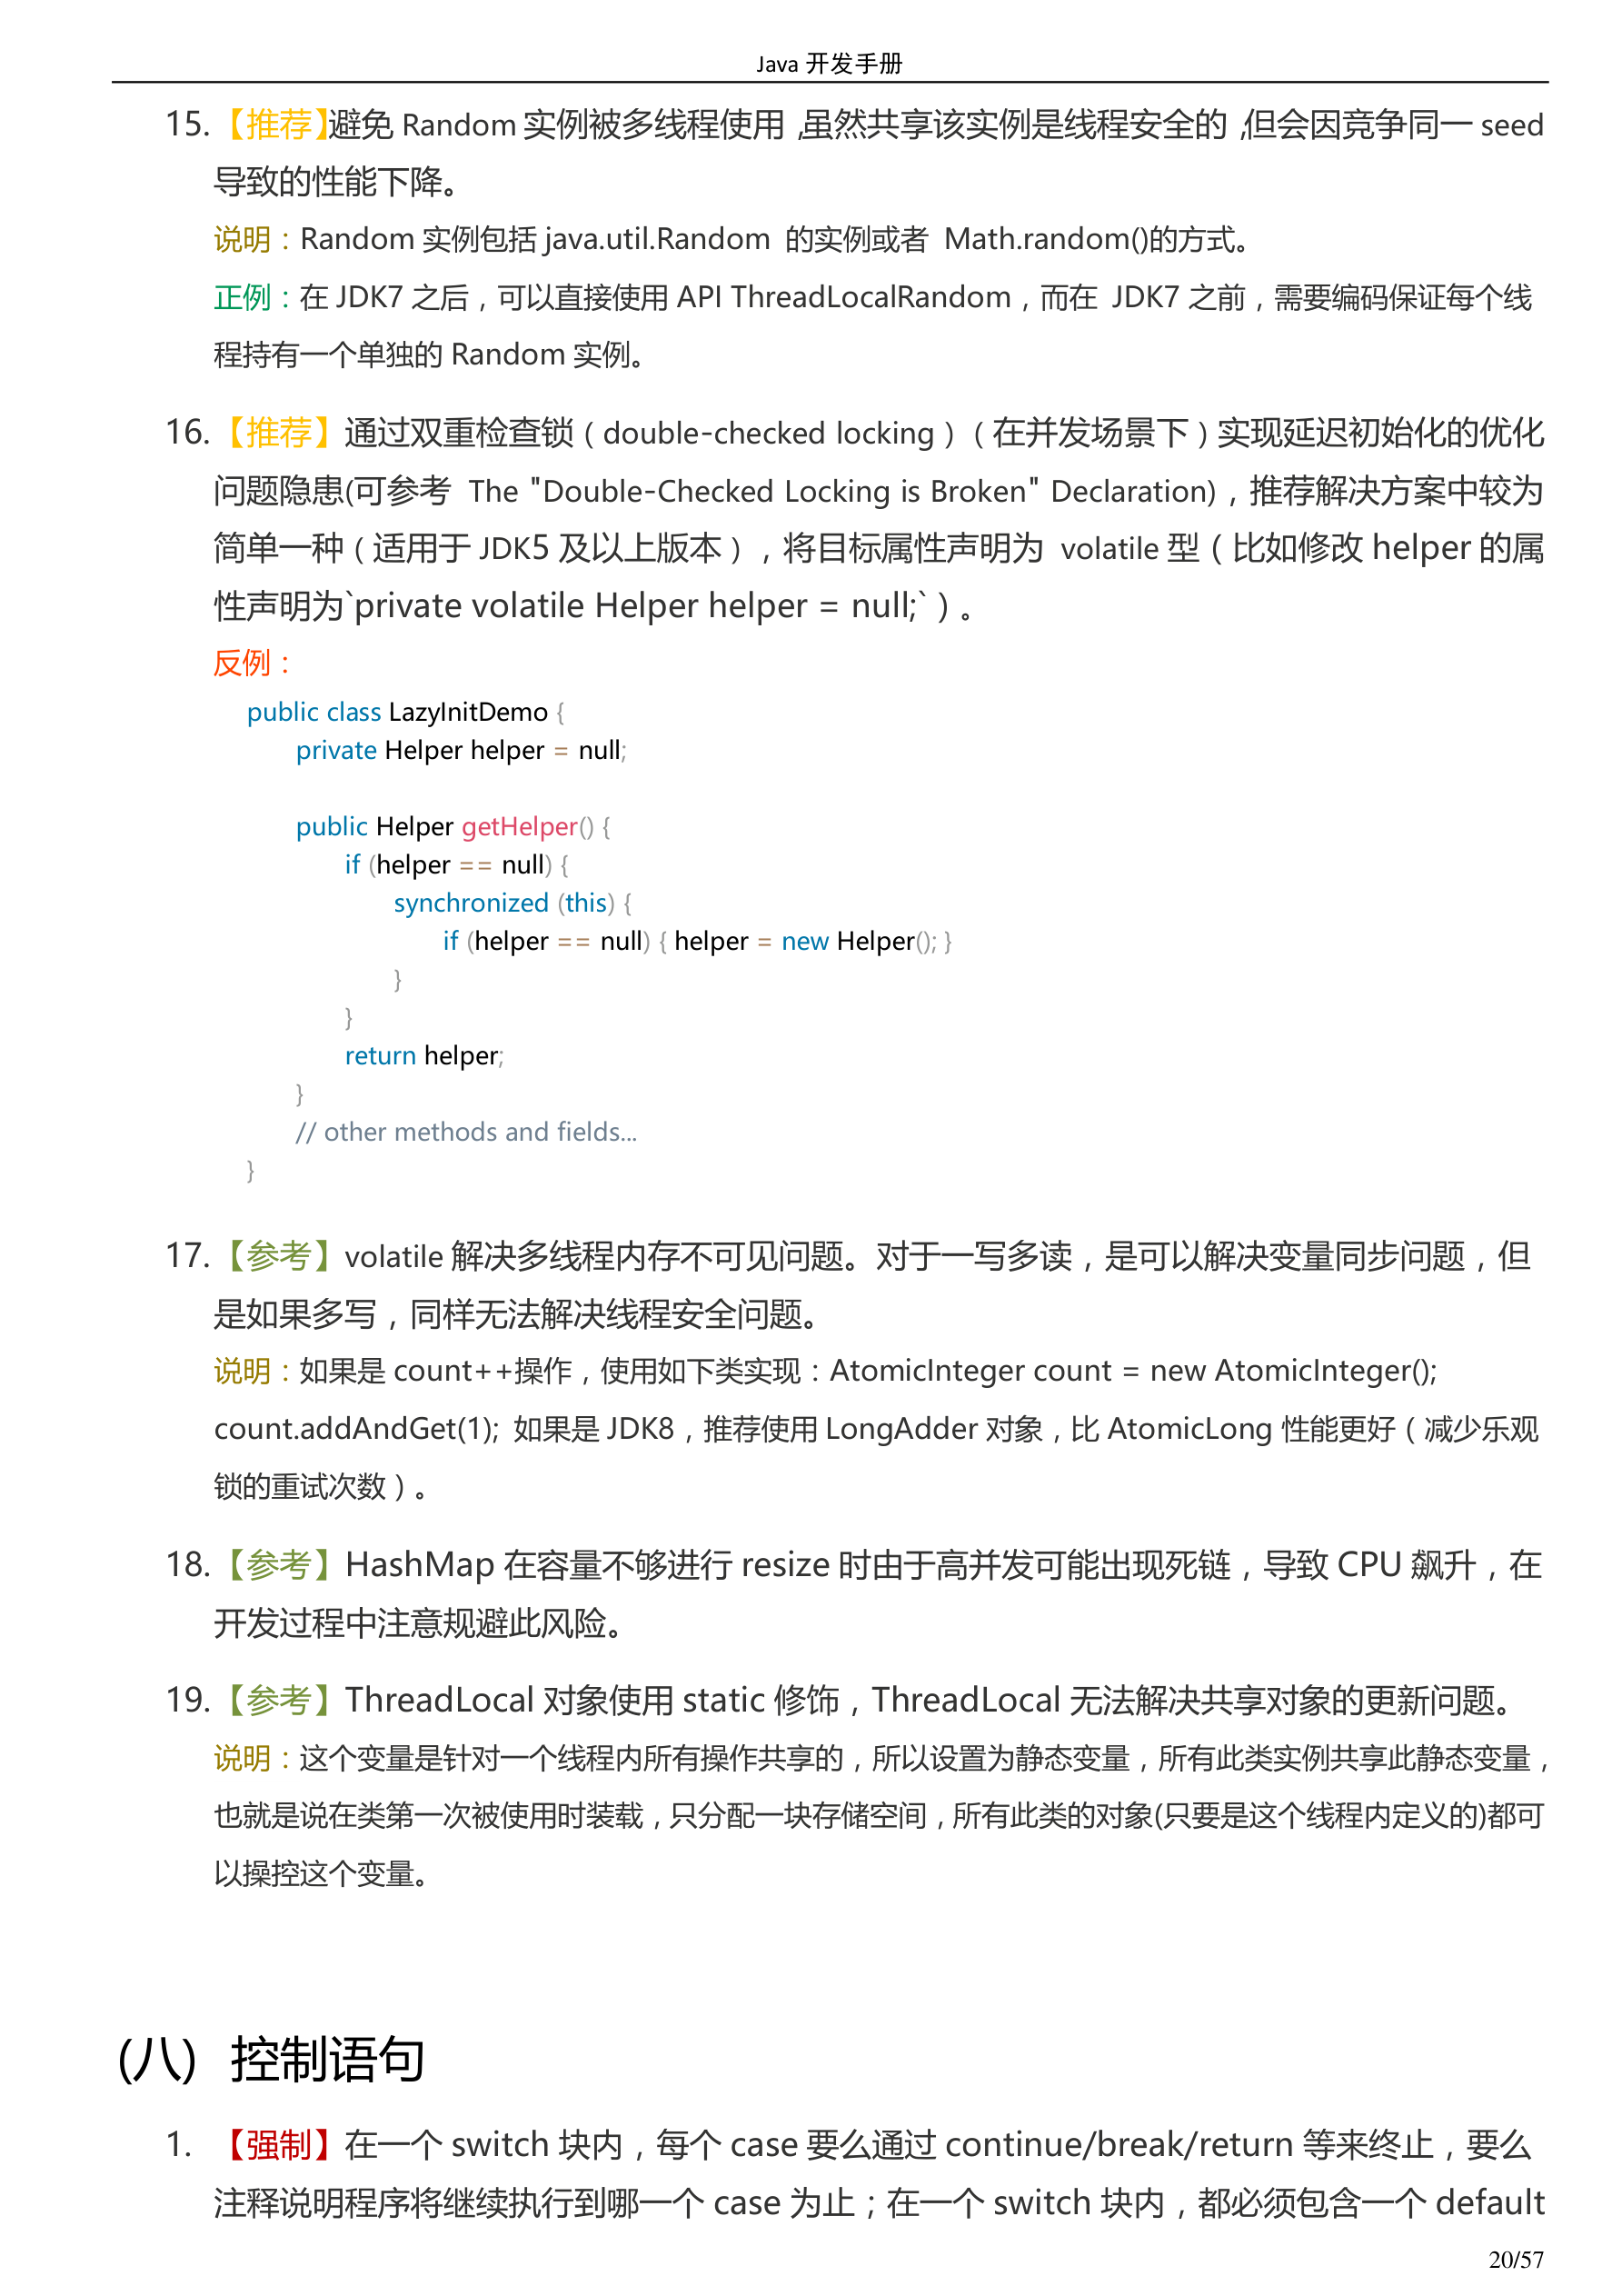 Java 开发手册
15.【推荐】避免 Random 实例被多线程使用，虽然共享该实例是线程安全的，但会因竞争同一 seed
导致的性能下降。
说明：Random 实例包括 java.util.Random 的实例或者 Math.random()的方式。
正例：在 JDK7 之后，可以直接使用 API ThreadLocalRandom，而在 JDK7 之前，需要编码保证每个线
程持有一个单独的 Random 实例。
16.【推荐】通过双重检查锁（double-checked locking）（在并发场景下）实现延迟初始化的优化
问题隐患(可参考 The "Double-Checked Locking is Broken" Declaration)，推荐解决方案中较为
简单一种（适用于 JDK5 及以上版本），将目标属性声明为 volatile 型（比如修改 helper 的属
性声明为`private volatile Helper helper = null;`）。
反例：
public class LazyInitDemo {
private Helper helper = null;
public Helper getHelper() {
if (helper == null) {
synchronized (this) {
if (helper == null) { helper = new Helper(); }
}
}
return helper;
}
// other methods and fields...
}
17.【参考】volatile 解决多线程内存不可见问题。对于一写多读，是可以解决变量同步问题，但
是如果多写，同样无法解决线程安全问题。
说明：如果是 count++操作，使用如下类实现：AtomicInteger count = new AtomicInteger();
count.addAndGet(1); 如果是 JDK8，推荐使用 LongAdder 对象，比 AtomicLong 性能更好（减少乐观
锁的重试次数）。
18.【参考】HashMap 在容量不够进行 resize 时由于高并发可能出现死链，导致 CPU 飙升，在
开发过程中注意规避此风险。
19.【参考】ThreadLocal 对象使用 static 修饰，ThreadLocal 无法解决共享对象的更新问题。
说明：这个变量是针对一个线程内所有操作共享的，所以设置为静态变量，所有此类实例共享此静态变量，
也就是说在类第一次被使用时装载，只分配一块存储空间，所有此类的对象(只要是这个线程内定义的)都可
以操控这个变量。
(八) 控制语句
1. 【强制】在一个 switch 块内，每个 case 要么通过 continue/break/return 等来终止，要么
注释说明程序将继续执行到哪一个 case 为止；在一个 switch 块内，都必须包含一个 default
20/57